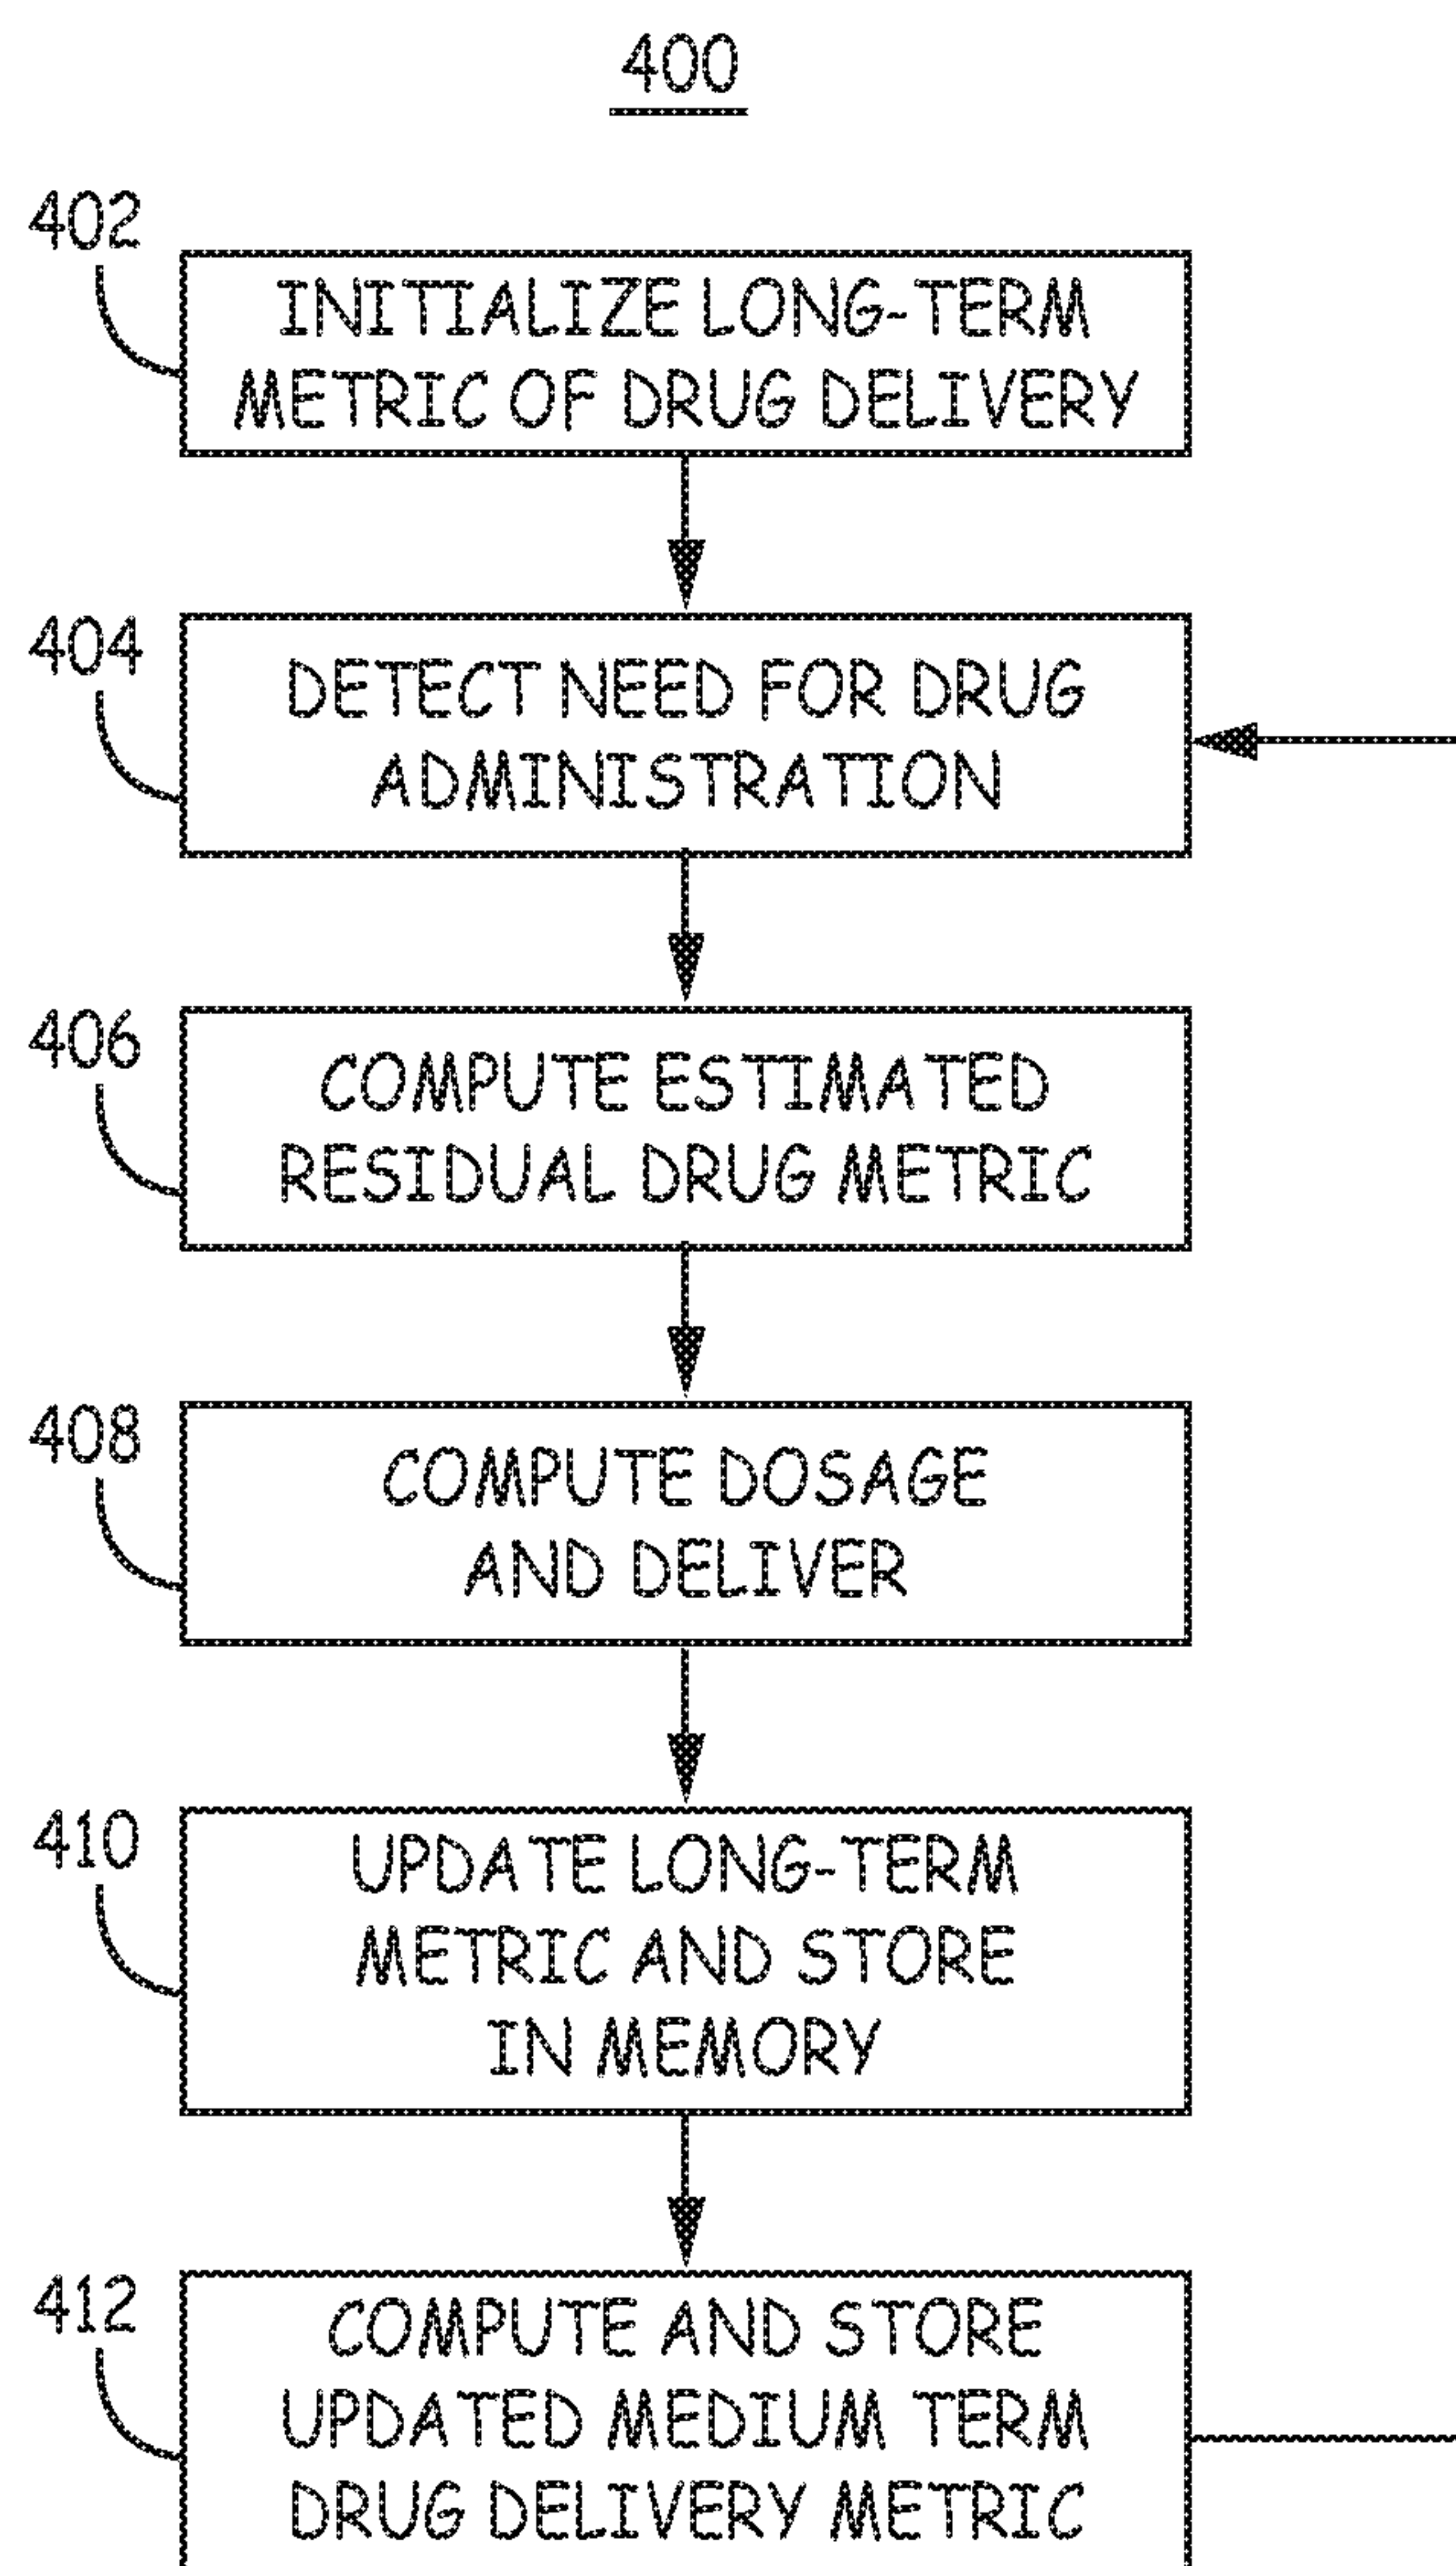 400
402
INITIALIZE LONG-TERM
METRIC OF DRUG DELIVERY
404
DETECT NEED FOR DRUG
ADMINISTRATION
406
COMPUTE ESTIMATED
RESIDUAL DRUG METRIC
408
COMPUTE DOSAGE
AND DELIVER
410
UPDATE LONG-TERM
METRIC AND STORE
IN MEMORY
412
COMPUTE AND STORE
UPDATED MEDIUM TERM
DRUG DELIVERY METRIC